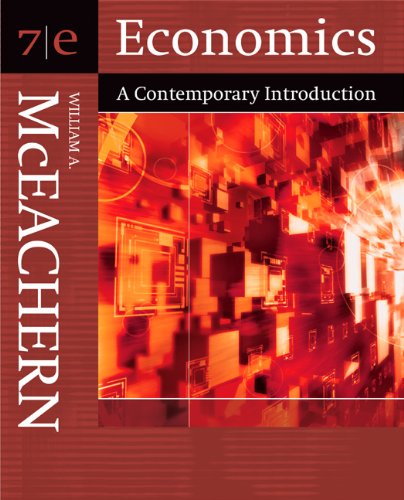 7|e
Economics
A Contemporary Introduction
WILLIAM A.
McEACHERN